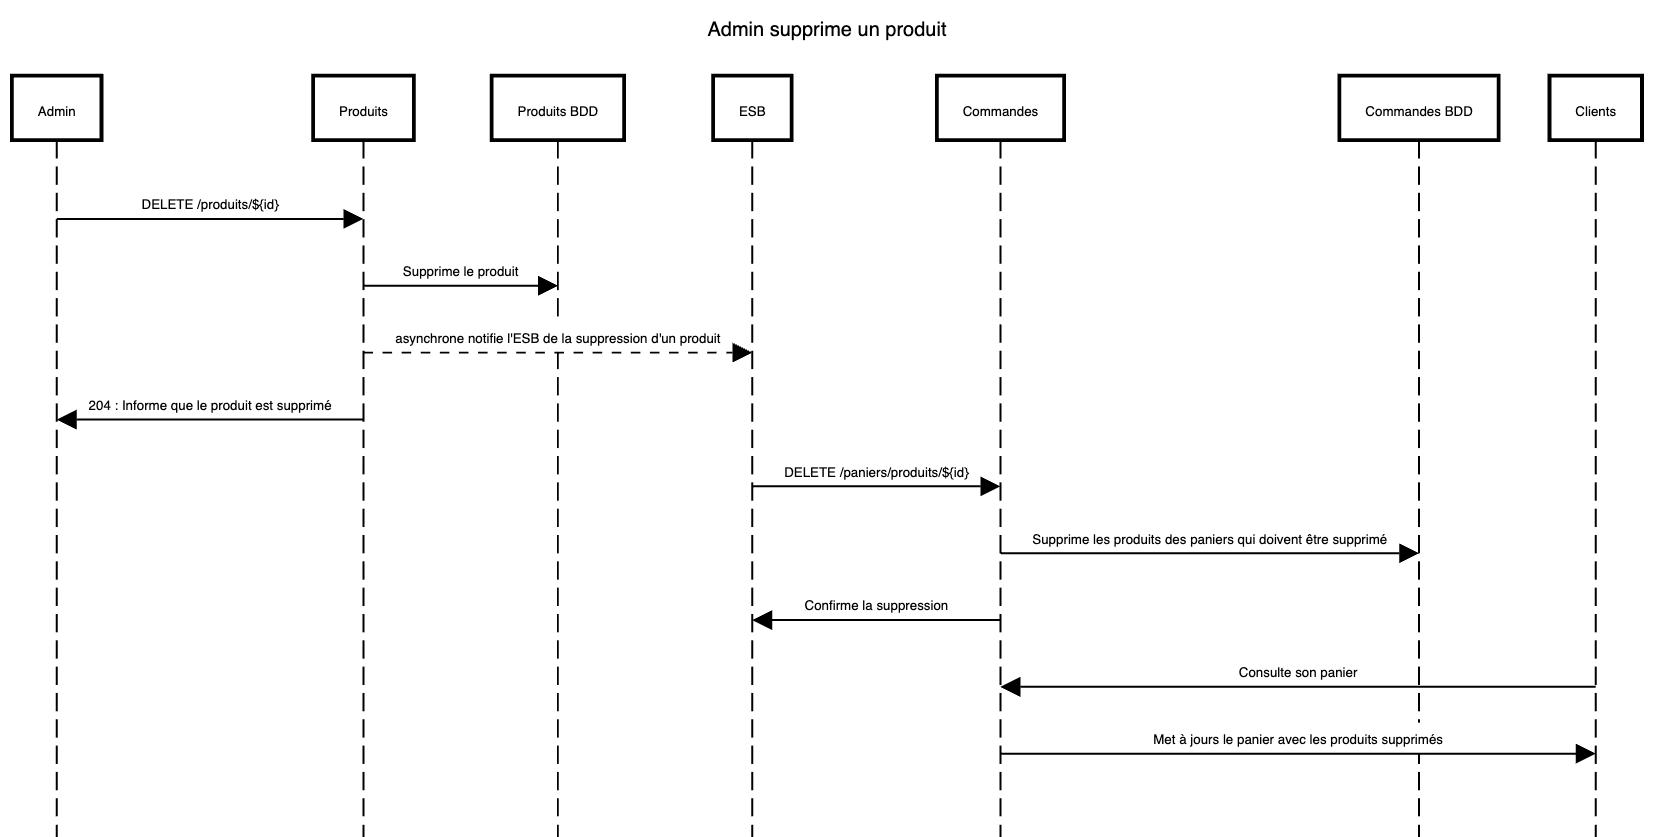 Admin supprime un produit
Admin
Produits
Produits BDD
ESB
Commandes
Commandes BDD
Clients
DELETE /produits/${id}
Supprime le produit
asynchrone notifie l'ESB de la suppression d'un produit
204 : Informe que le produit est supprimé
DELETE /paniers/produits/${id}
Supprime les produits des paniers qui doivent être supprimé
Confirme la suppression
Consulte son panier
Met à jours le panier avec les produits supprimés